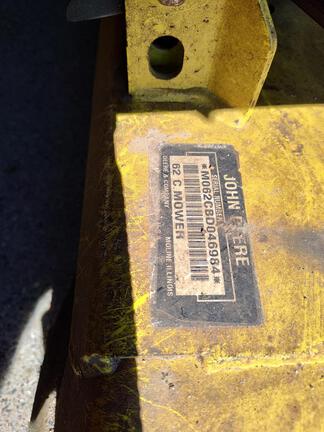 JOHN DEERE
SERIAL NUMBER
*M062CBD046984*
62 C MOWER
DEERE & COMPANY MOLINE ILLINOIS